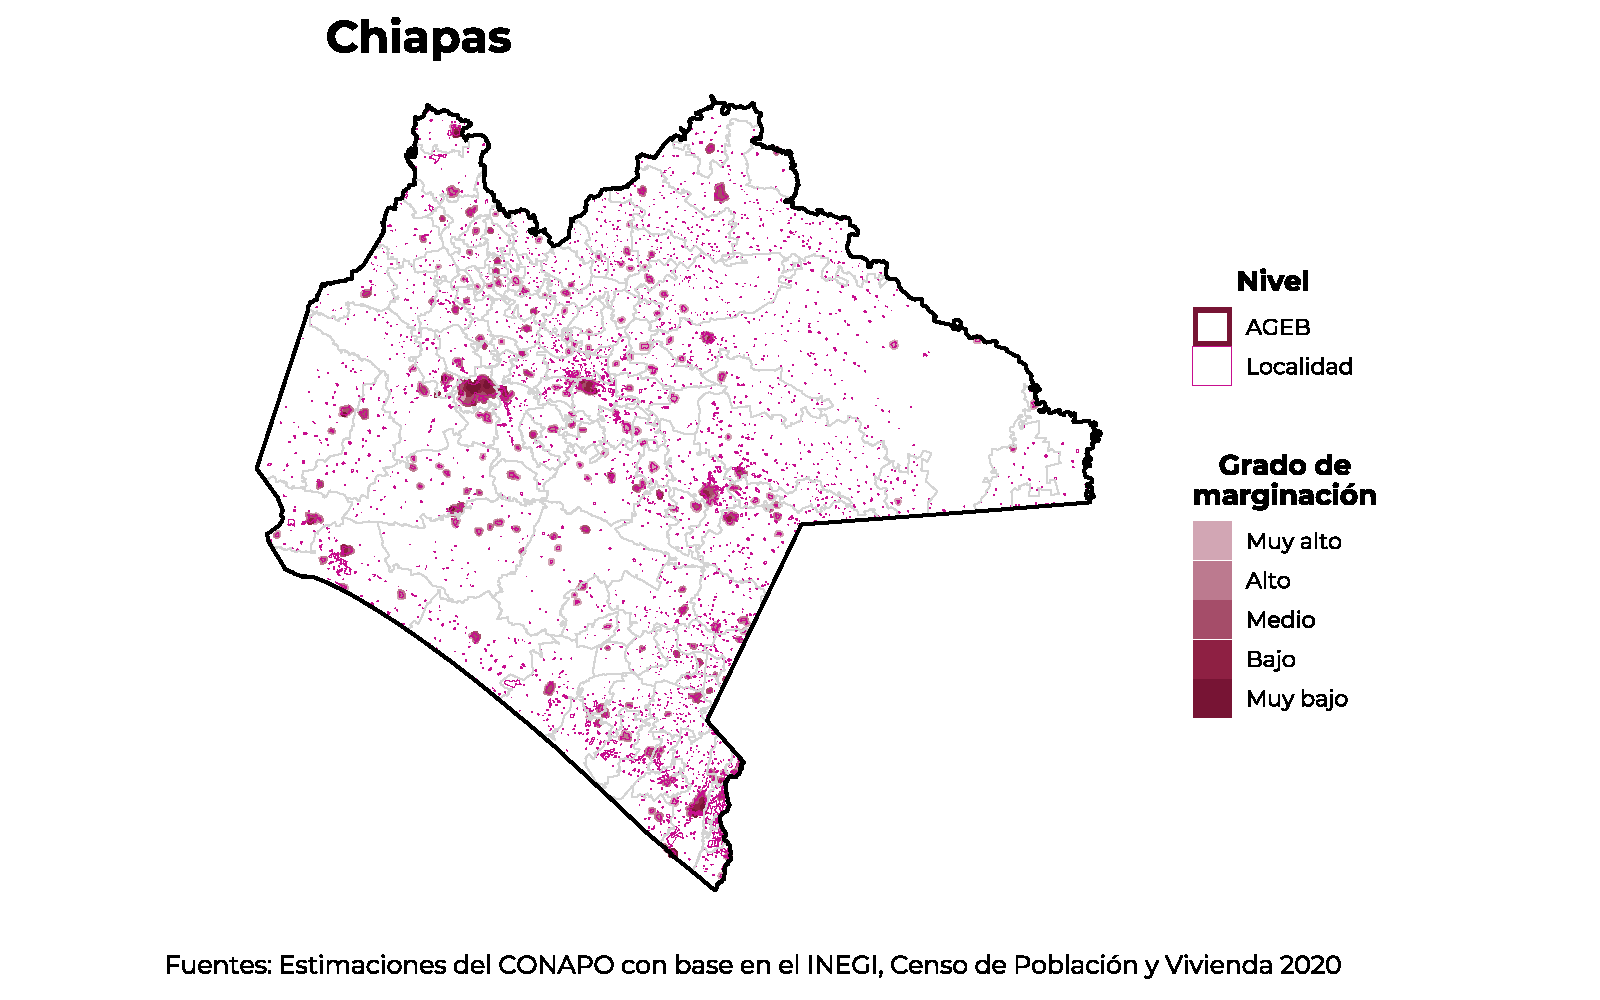 Chiapas
Nivel
AGEB
Localidad
Grado de
marginación
Muy alto
Alto
Medio
Bajo
Muy bajo
Fuentes: Estimaciones del CONAPO con base en el INEGI, Censo de Población y Vivienda 2020